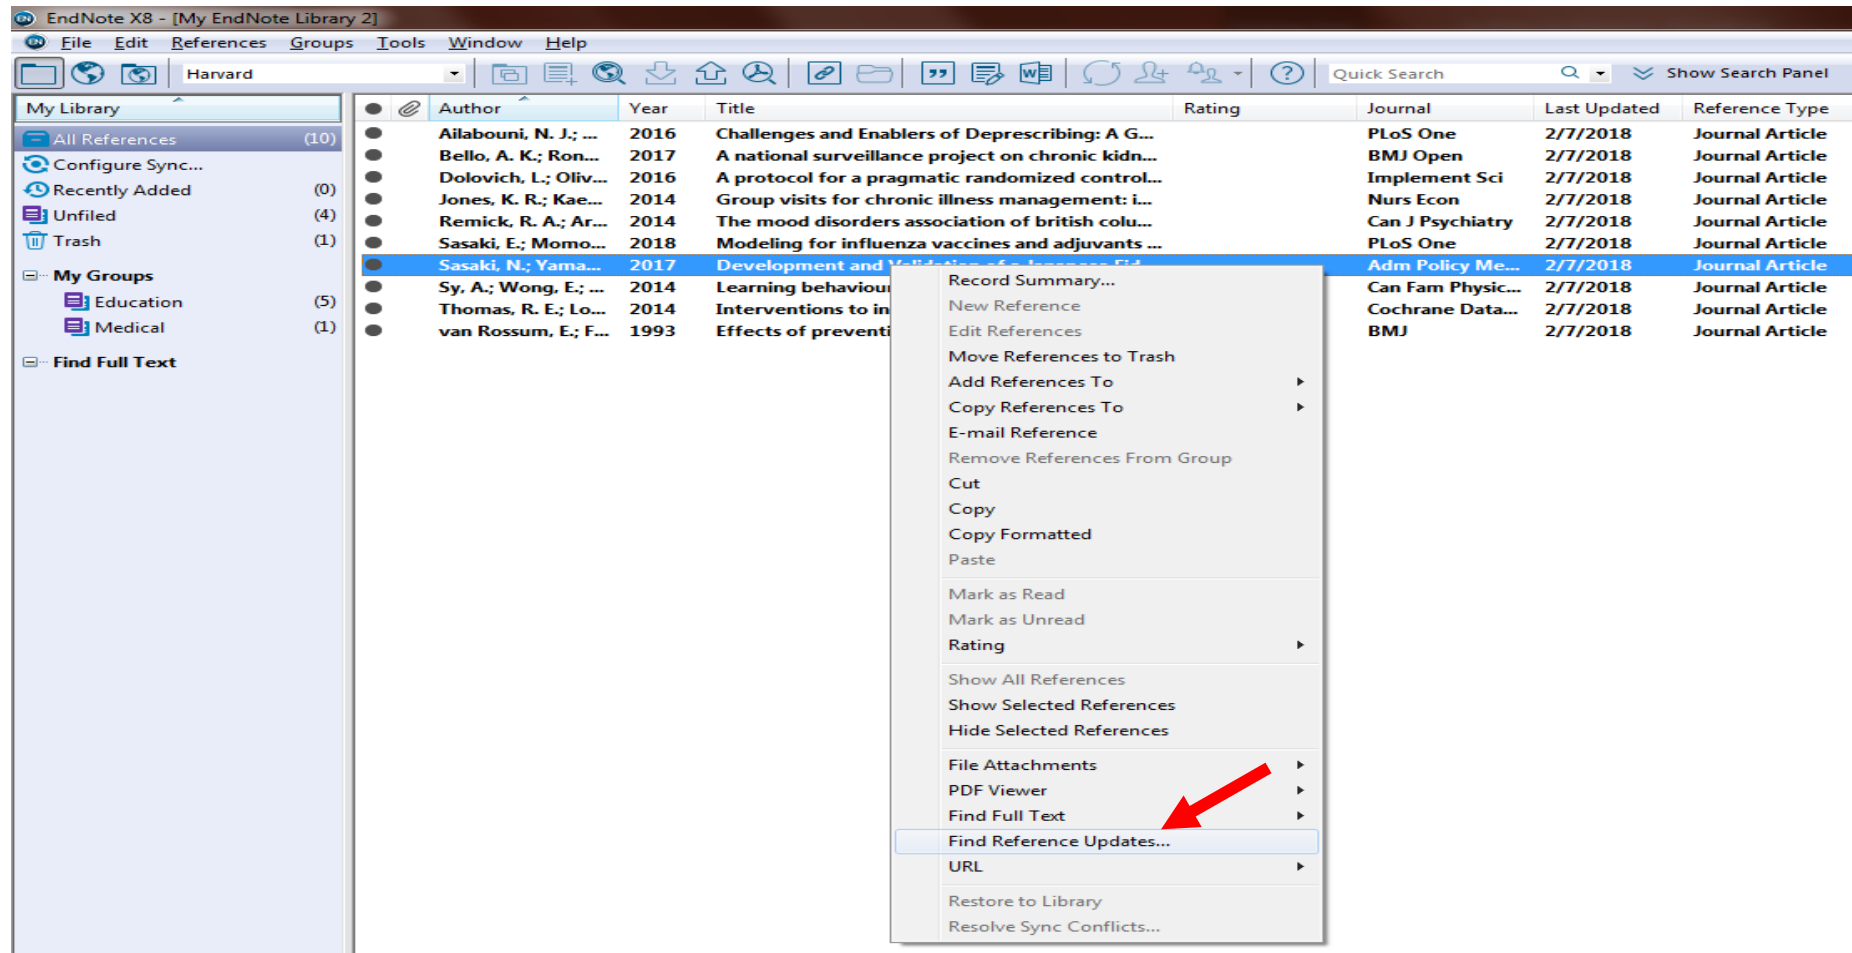 EndNote X8 - [My EndNote Library 2]
File Edit References Groups Tools Window Help
Harvard Quick Search Show Search Panel
My Library
All References (10)
Configure Sync...
Recently Added (0)
Unfiled (4)
Trash (1)
My Groups
Education (5)
Medical (1)
Find Full Text
Author Year Title Rating Journal Last Updated Reference Type
Ailabouni, N. J.; ... 2016 Challenges and Enablers of Deprescribing: A G... PLoS One 2/7/2018 Journal Article
Bello, A. K.; Ron... 2017 A national surveillance project on chronic kidn... BMJ Open 2/7/2018 Journal Article
Dolovich, L.; Oliv... 2016 A protocol for a pragmatic randomized control... Implement Sci 2/7/2018 Journal Article
Jones, K. R.; Kae... 2014 Group visits for chronic illness management: i... Nurs Econ 2/7/2018 Journal Article
Remick, R. A.; Ar... 2014 The mood disorders association of british colu... Can J Psychiatry 2/7/2018 Journal Article
Sasaki, E.; Momo... 2018 Modeling for influenza vaccines and adjuvants ... PLoS One 2/7/2018 Journal Article
Sasaki, N.; Yama... 2017 Development and Validation of a Japanese Fid... Adm Policy Me... 2/7/2018 Journal Article
Sy, A.; Wong, E.; ... 2014 Learning behaviou Can Fam Physic... 2/7/2018 Journal Article
Thomas, R. E.; Lo... 2014 Interventions to in Cochrane Data... 2/7/2018 Journal Article
van Rossum, E.; F... 1993 Effects of preventi BMJ 2/7/2018 Journal Article
Record Summary...
New Reference
Edit References
Move References to Trash
Add References To
Copy References To
E-mail Reference
Remove References From Group
Cut
Copy
Copy Formatted
Paste
Mark as Read
Mark as Unread
Rating
Show All References
Show Selected References
Hide Selected References
File Attachments
PDF Viewer
Find Full Text
Find Reference Updates...
URL
Restore to Library
Resolve Sync Conflicts...